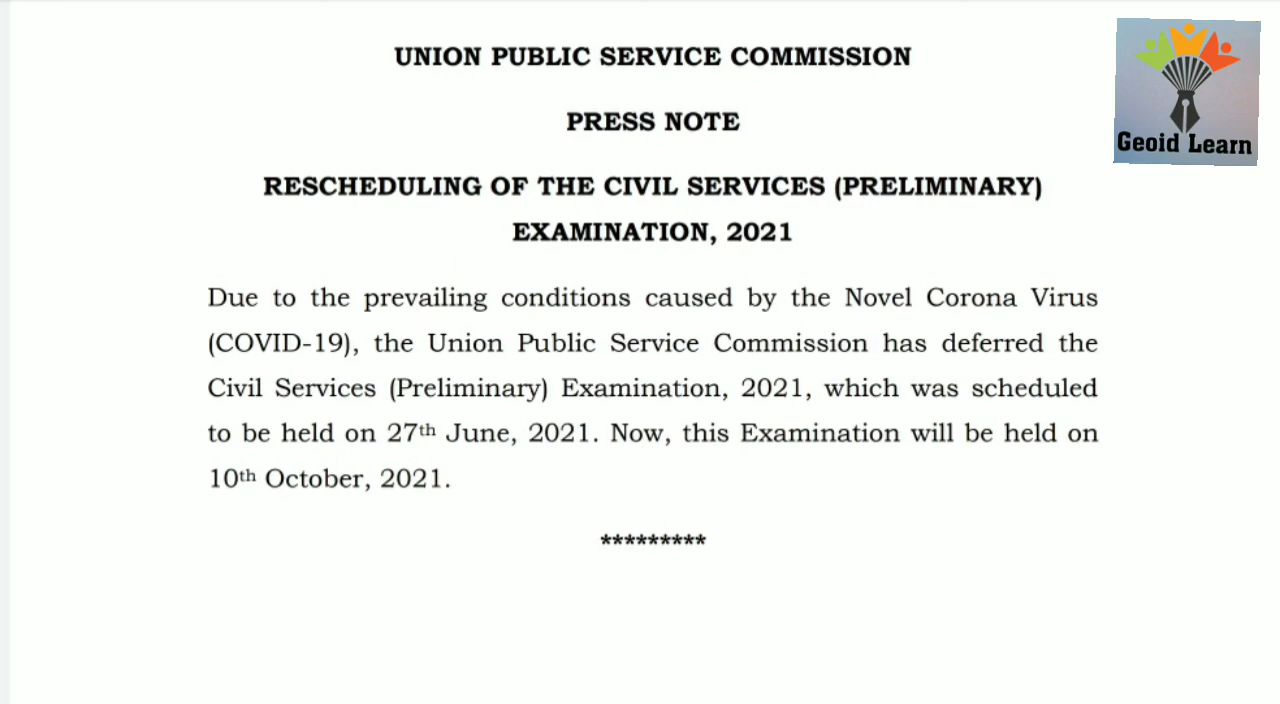 UNION PUBLIC SERVICE COMMISSION
PRESS NOTE
RESCHEDULING OF THE CIVIL SERVICES (PRELIMINARY)
EXAMINATION, 2021
Due to the prevailing conditions caused by the Novel Corona Virus
(COVID-19), the Union Public Service Commission has deferred the
Civil Services (Preliminary) Examination, 2021, which was scheduled
to be held on 27th June, 2021. Now, this Examination will be held on
10th October, 2021.
*********
Geoid Learn